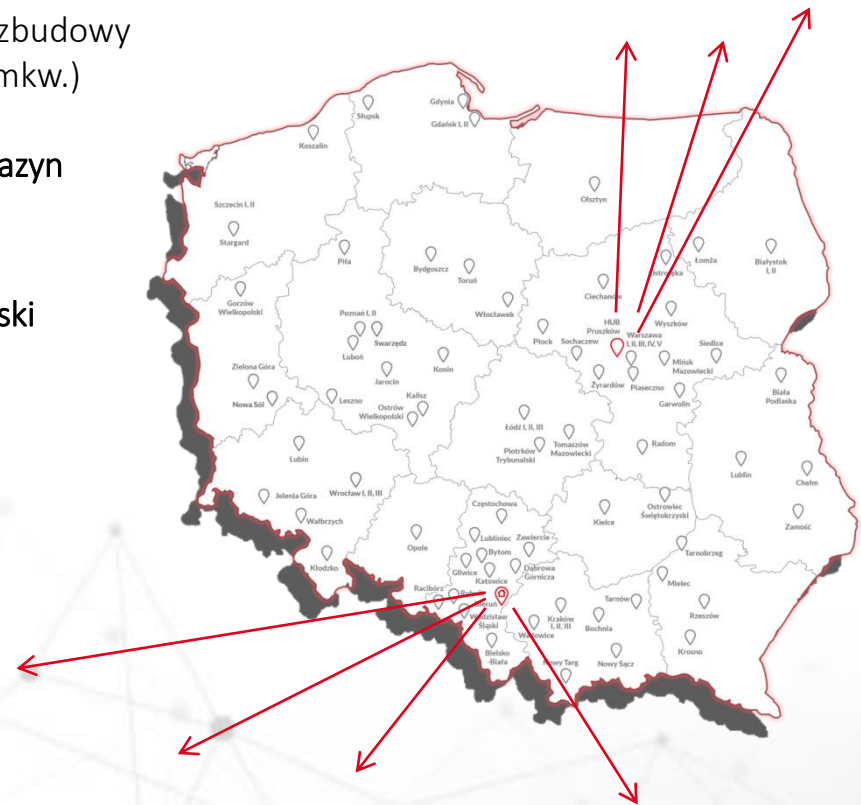 zbudowy
mkw.)
azyn
ski
Słupsk
Gdynia
Gdańsk I, II
Koszalin
Olsztyn
Szczecin I, II
Stargard
Piła
Bydgoszcz
Toruń
Włocławek
Ostrołęka
Łomża
Białystok
I, II
Ciechanów
Wyszków
Gorzów
Wielkopolski
Poznań I, II
Swarzędz
Luboń
Konin
Płock
Sochaczew
HUB
Pruszków
Warszawa
I, II, III, IV, V
Mińsk
Mazowiecki
Siedlce
Żyrardów
Piaseczno
Garwolin
Biała
Podlaska
Zielona Góra
Nowa Sól
Leszno
Jarocin
Kalisz
Ostrów
Wielkopolski
Łódź I, II, III
Piotrków
Trybunalski
Tomaszów
Mazowiecki
Radom
Lublin
Chełm
Zamość
Lubin
Jelenia Góra
Wrocław I, II, III
Wałbrzych
Kłodzko
Opole
Częstochowa
Lubliniec
Zawiercie
Bytom
Gliwice
Katowice
Dąbrowa
Górnicza
Kielce
Ostrowiec
Świętokrzyski
Tarnobrzeg
Mielec
Rzeszów
Krosno
Racibórz
Bieruń
Wodzisław
Śląski
Bielsko
-Biała
Wadowice
Kraków
I, II, III
Bochnia
Tarnów
Nowy Targ
Nowy Sącz